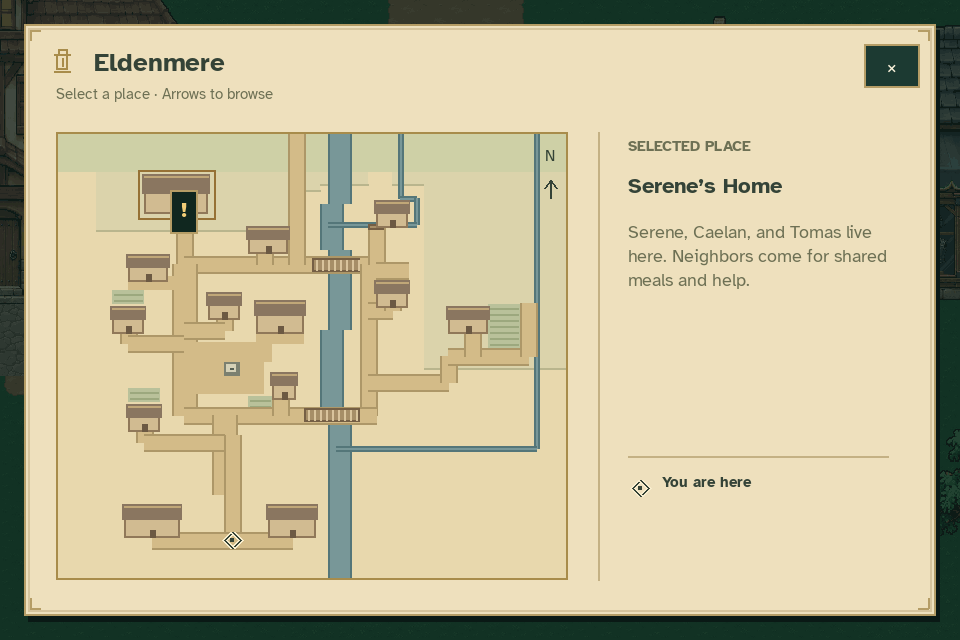 Eldenmere
×
Select a place · Arrows to browse
N
!
SELECTED PLACE
Serene's Home
Serene, Caelan, and Tomas live
here. Neighbors come for shared
meals and help.
You are here